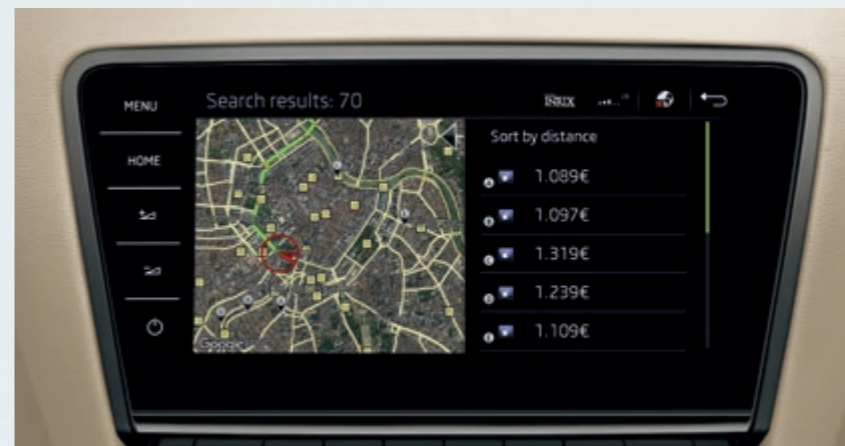 MENU
Search results: 70
INRIX
HOME
Sort by distance
A 1.089€
B 1.097€
C 1.319€
D 1.239€
E 1.109€
Google